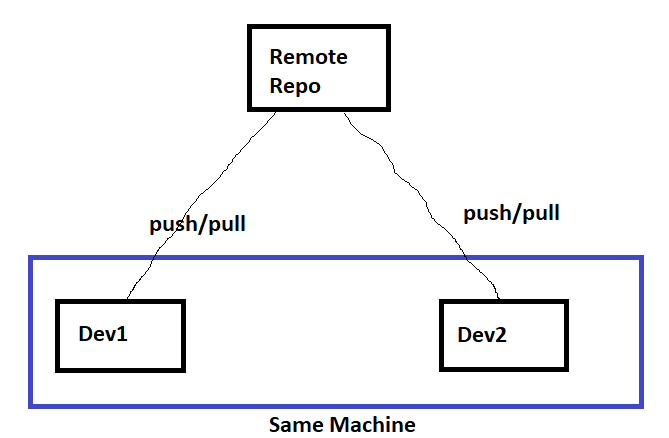 Remote
Repo
push/pull
push/pull
Dev1
Dev2
Same Machine